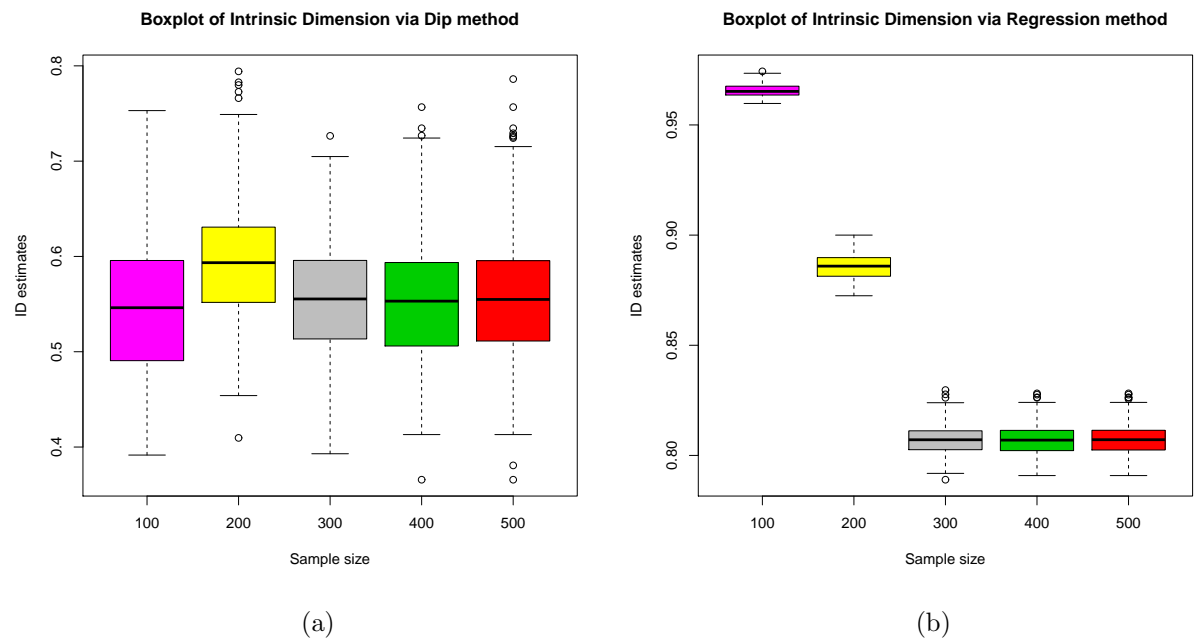 Boxplot of Intrinsic Dimension via Dip method
0.8
0.7
0.6
0.5
0.4
ID estimates
100 200 300 400 500
Sample size
(a)
Boxplot of Intrinsic Dimension via Regression method
0.95
0.90
0.85
0.80
ID estimates
100 200 300 400 500
Sample size
(b)